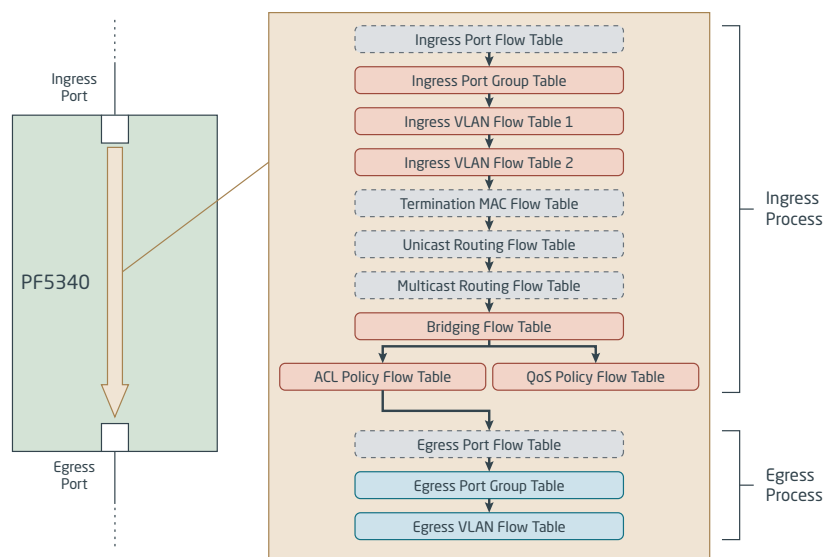 Ingress
Port
PF5340
Egress
Port
Ingress Port Flow Table
Ingress Port Group Table
Ingress VLAN Flow Table 1
Ingress VLAN Flow Table 2
Termination MAC Flow Table
Unicast Routing Flow Table
Multicast Routing Flow Table
Bridging Flow Table
ACL Policy Flow Table
QoS Policy Flow Table
Egress Port Flow Table
Egress Port Group Table
Egress VLAN Flow Table
Ingress
Process
Egress
Process